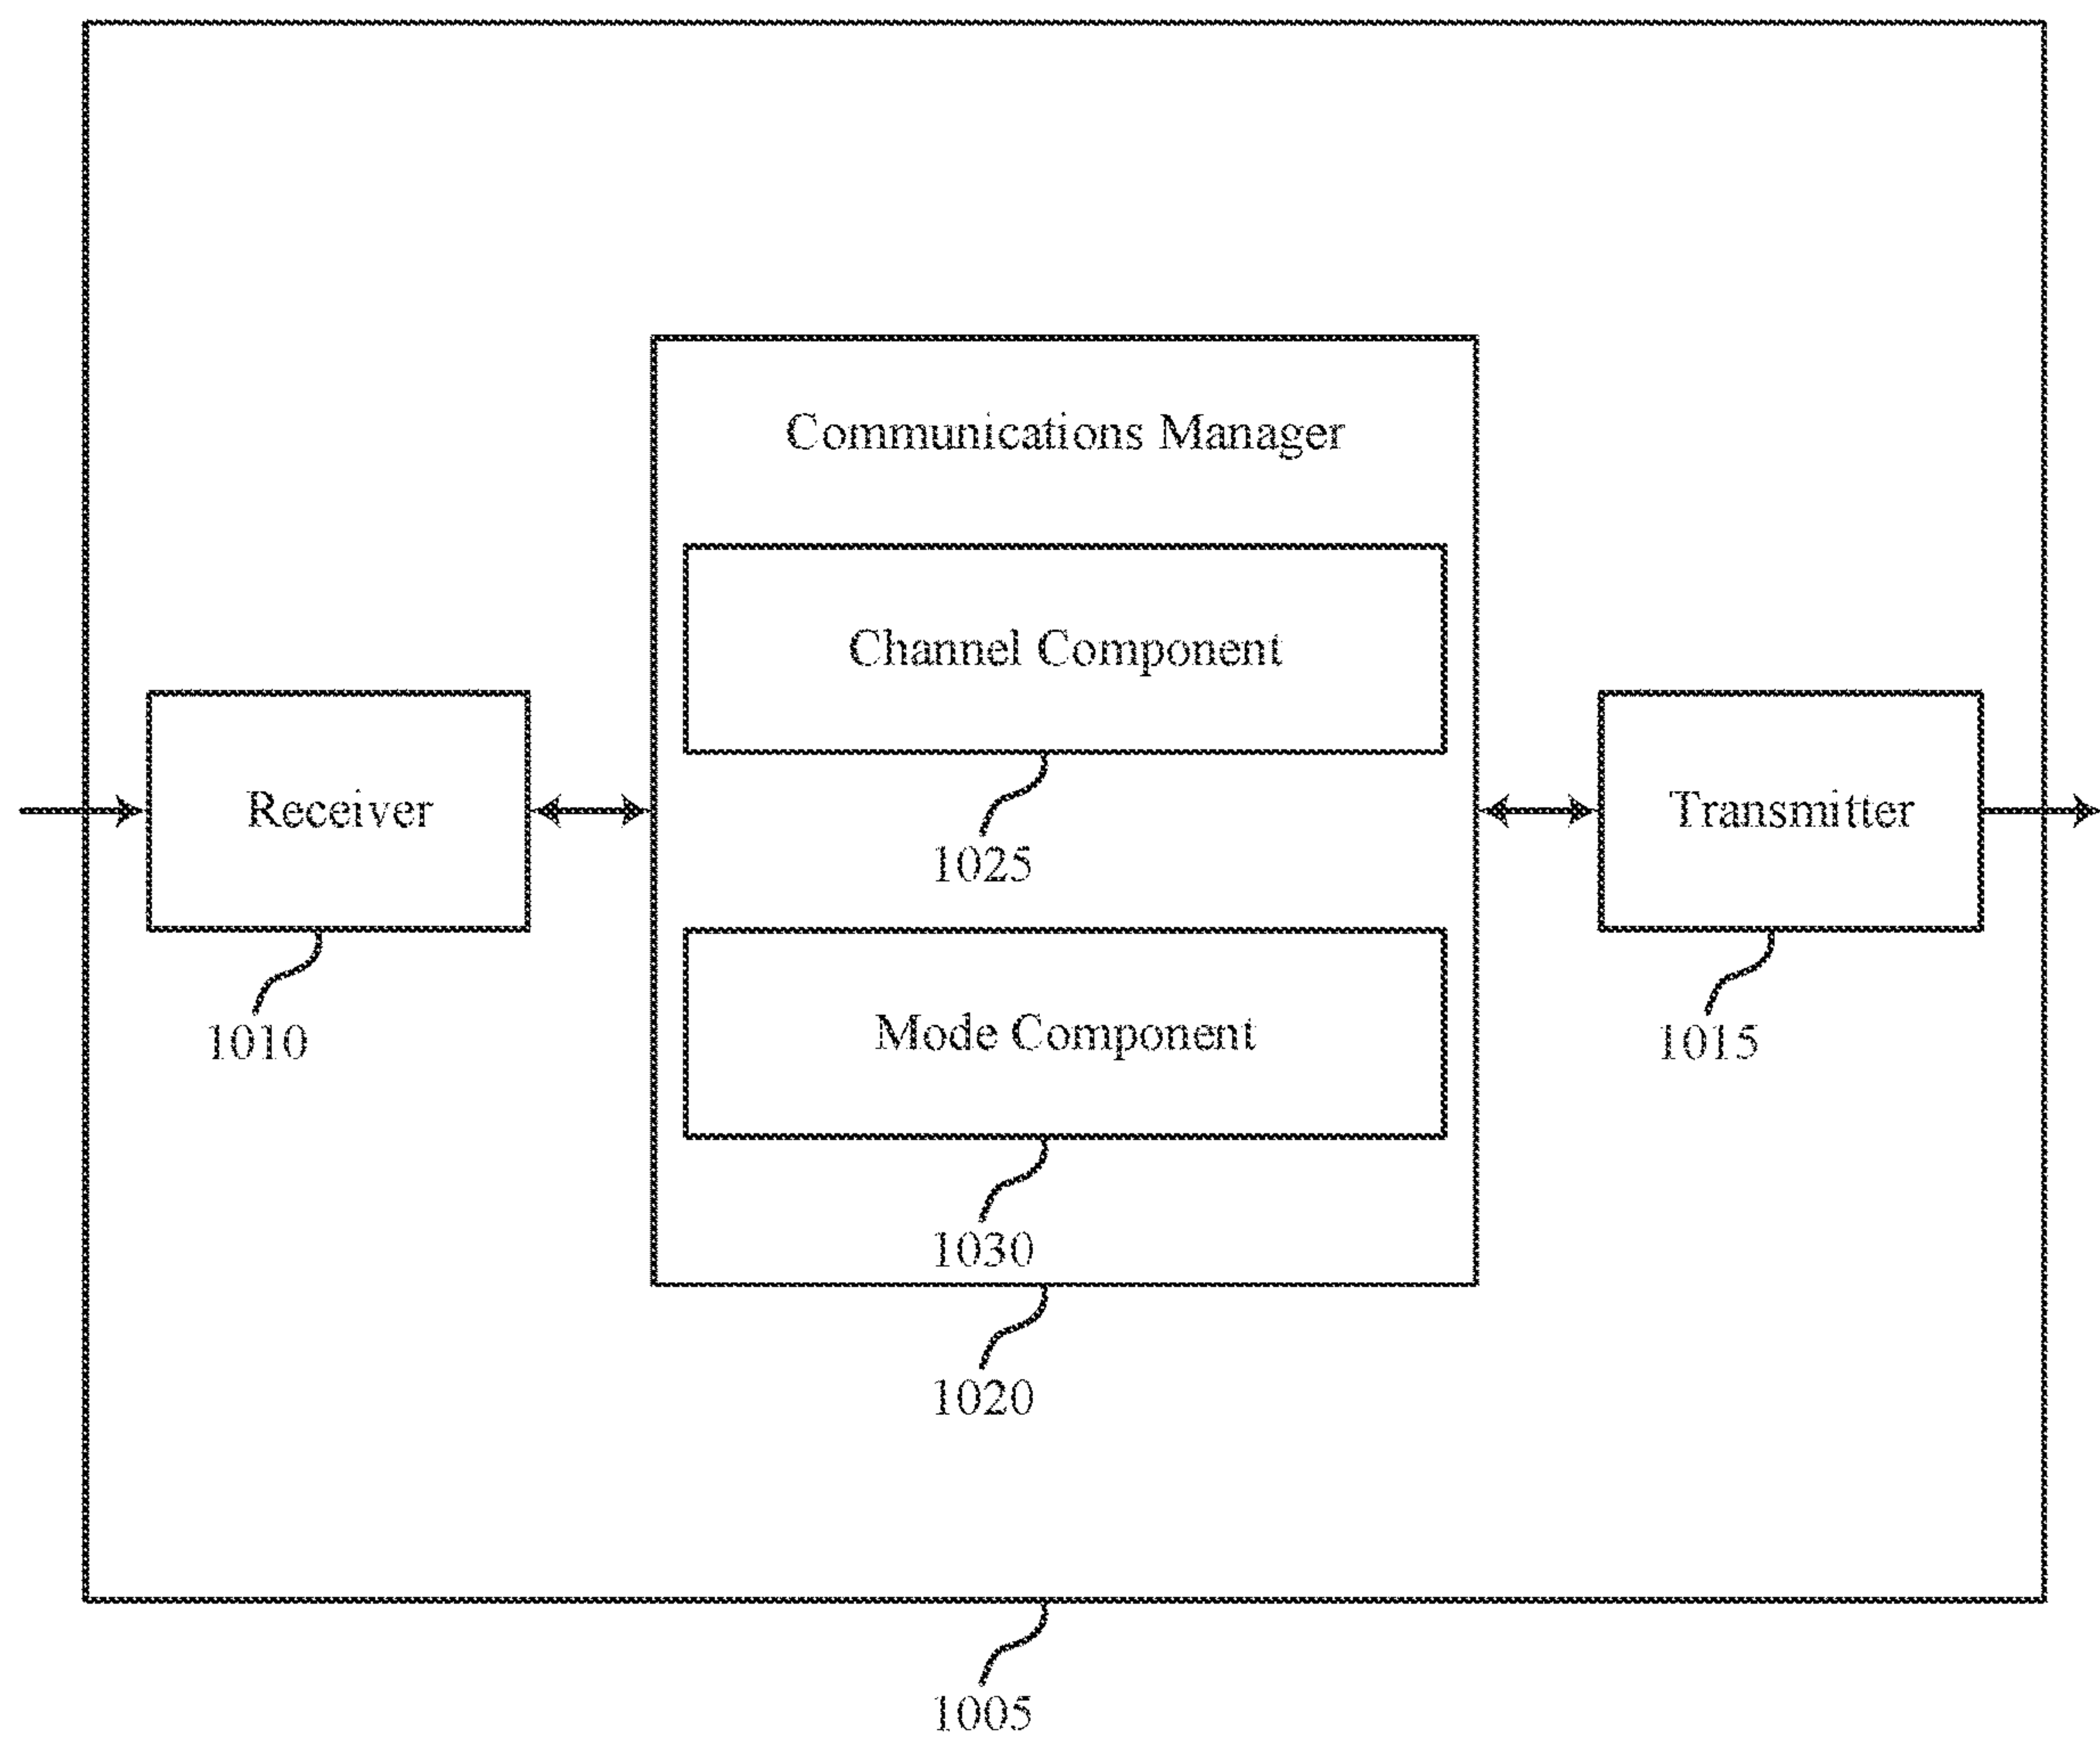 Communications Manager
Channel Component
Receiver
Transmitter
1025
Mode Component
1010
1015
1030
1020
1005